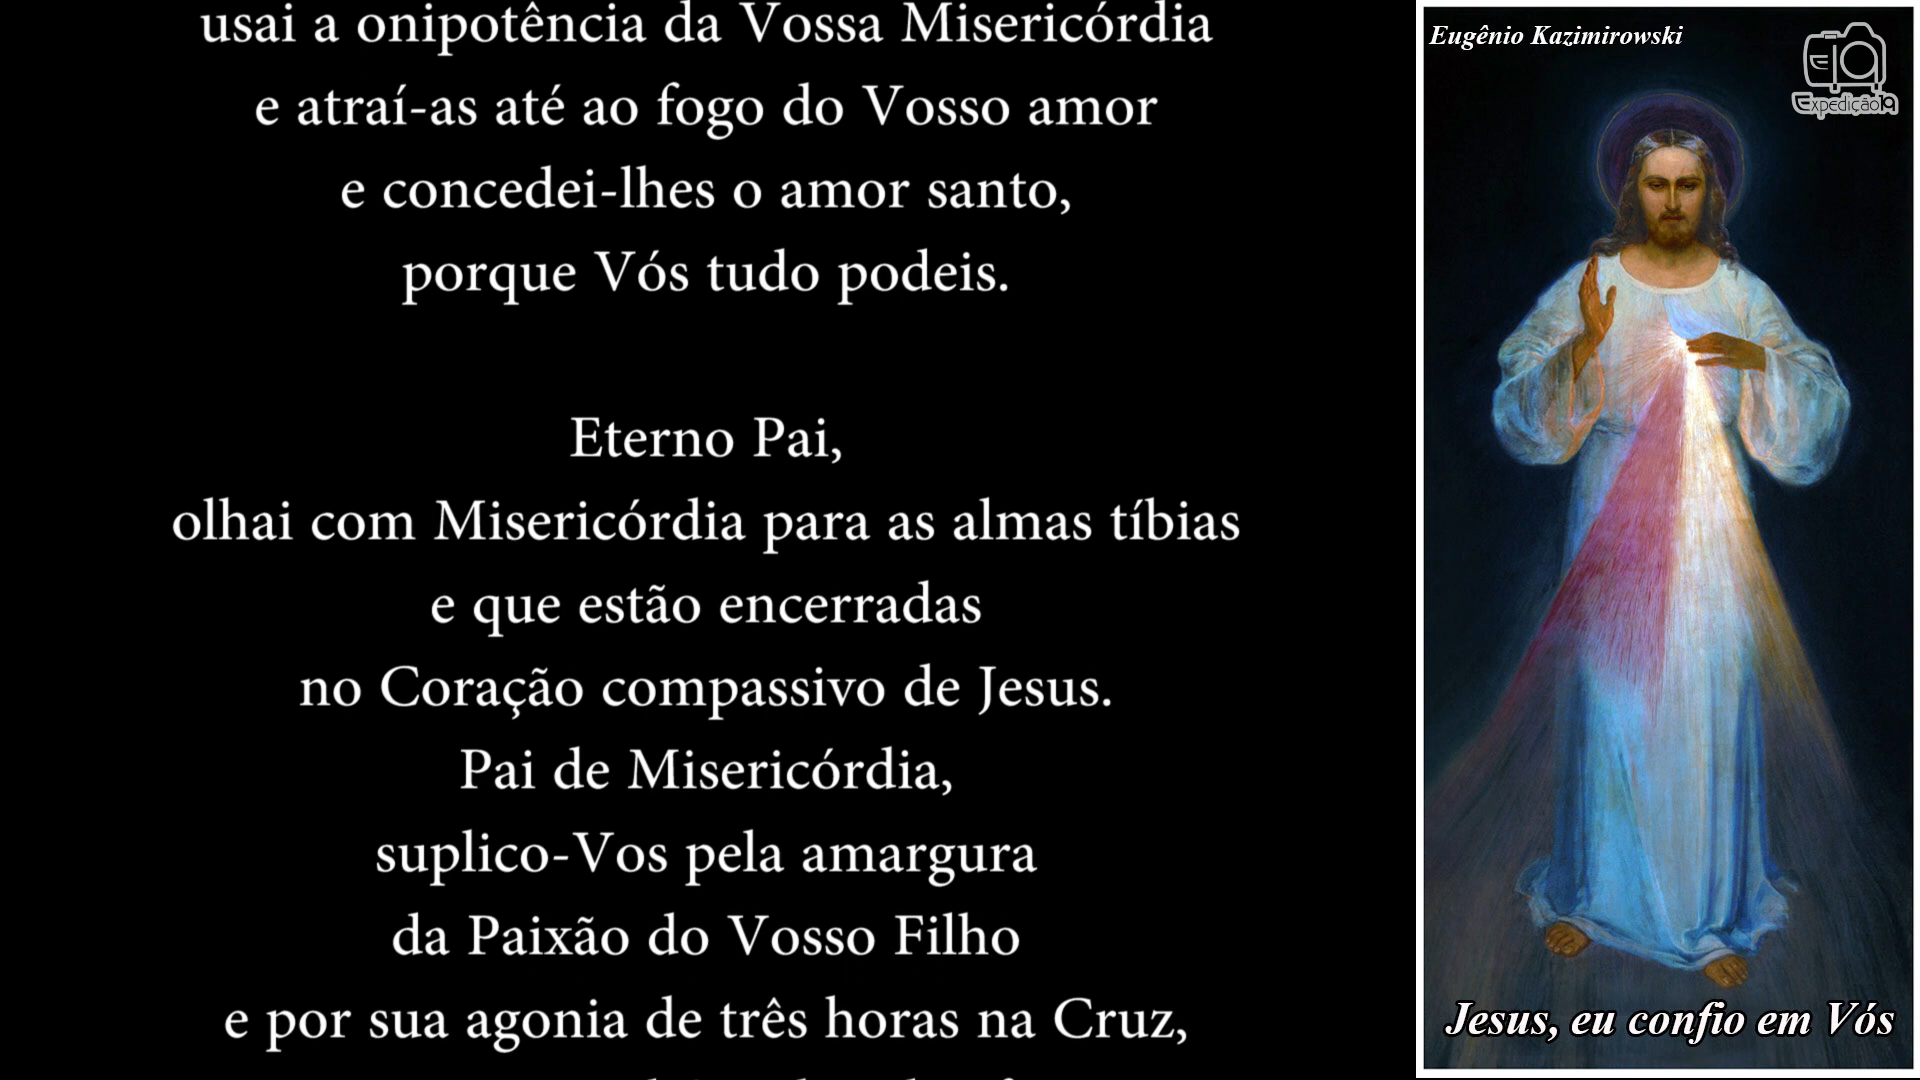 usai a onipotência da Vossa Misericórdia
e atraí-as até ao fogo do Vosso amor
e concedei-lhes o amor santo,
porque Vós tudo podeis.
Eterno Pai,
olhai com Misericórdia para as almas tíbias
e que estão encerradas
no Coração compassivo de Jesus.
Pai de Misericórdia,
suplico-Vos pela amargura
da Paixão do Vosso Filho
e por sua agonia de três horas na Cruz,
Eugênio Kazimirowski
E19
Expedição19
Jesus, eu confio em Vós